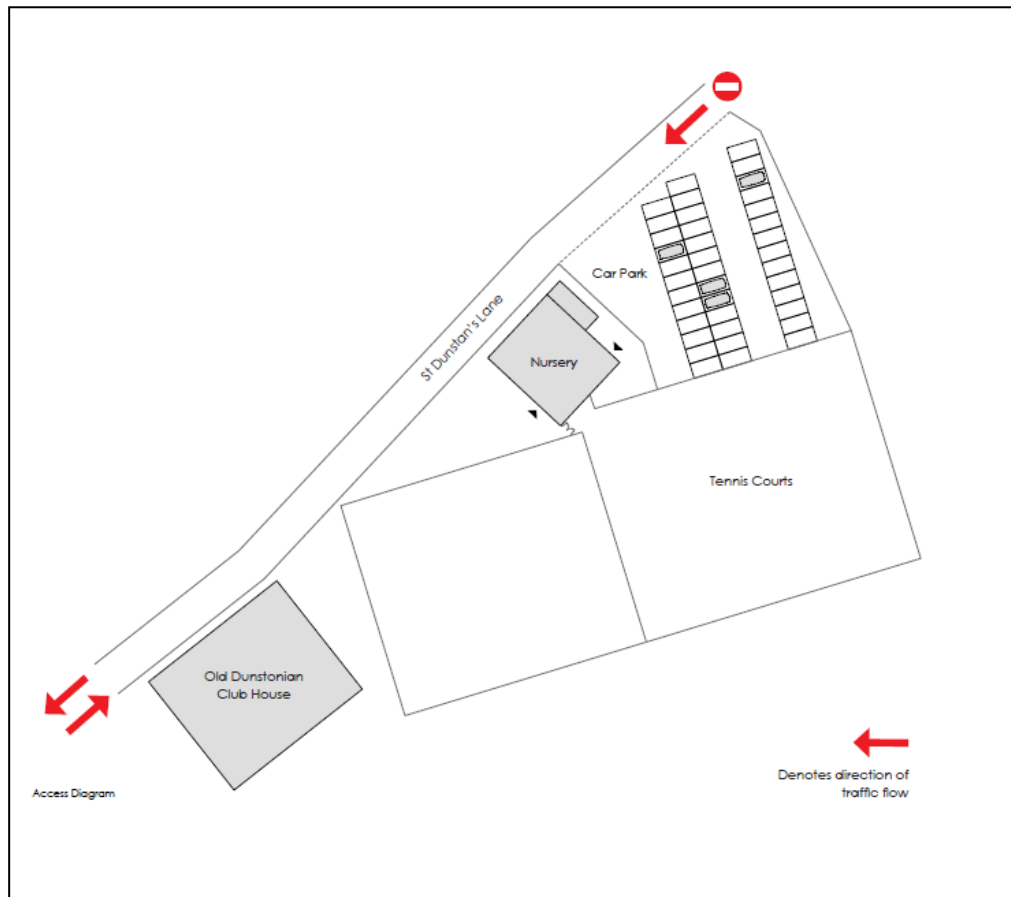 Car Park
St Dunstan's Lane
Nursery
Tennis Courts
Old Dunstonian
Club House
Denotes direction of
traffic flow
Access Diagram